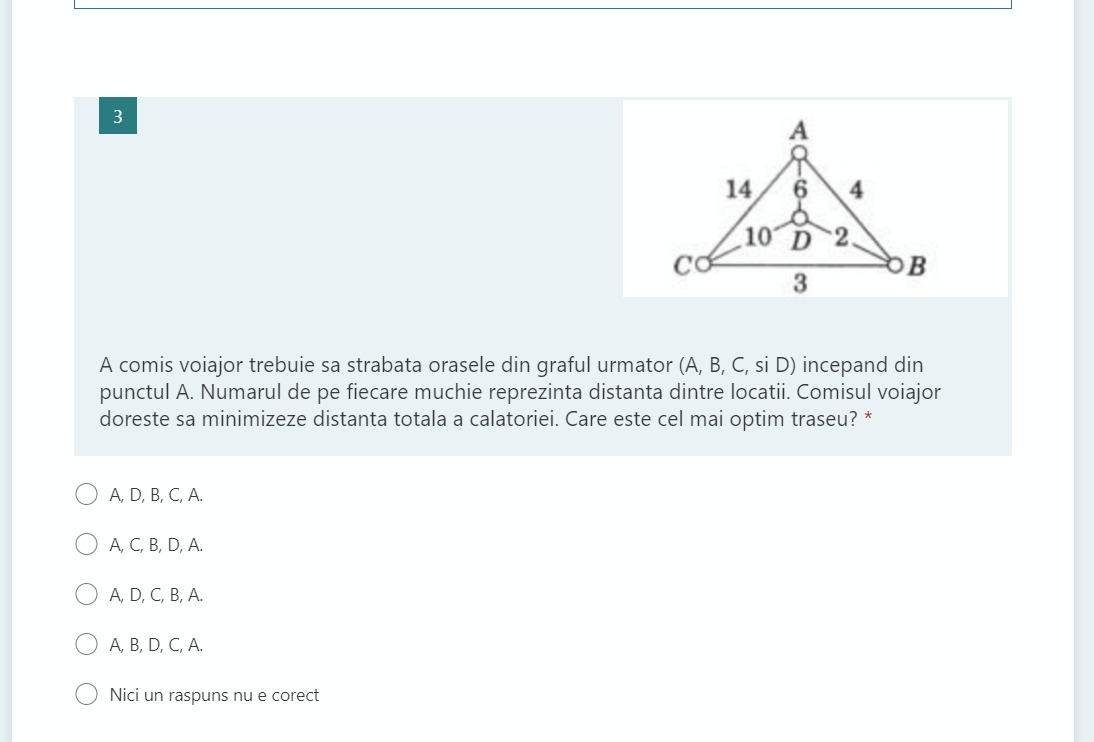 3
A
14 6 4
10 D 2
C B
3
A comis voiajor trebuie sa strabata orasele din graful urmator (A, B, C, si D) incepand din
punctul A. Numarul de pe fiecare muchie reprezinta distanta dintre locatii. Comisul voiajor
doreste sa minimizeze distanta totala a calatoriei. Care este cel mai optim traseu? *
A, D, B, C, A.
A, C, B, D, A.
A, D, C, B, A.
A, B, D, C, A.
Nici un raspuns nu e corect